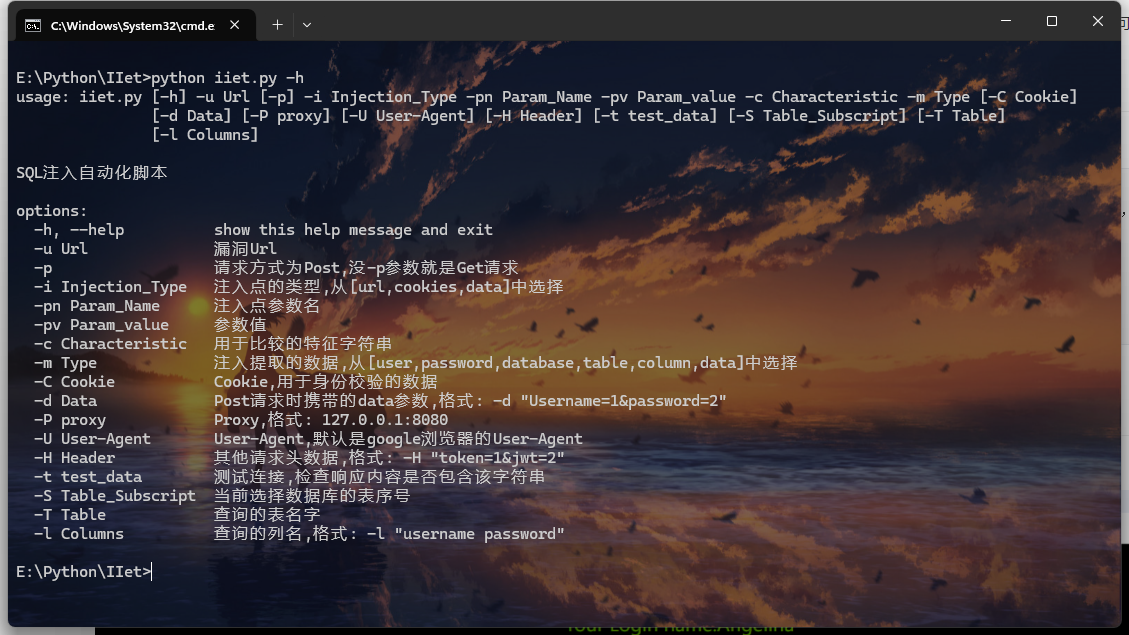 C:\Windows\System32\cmd.e
E:\Python\IIet>python iiet.py -h
usage: iiet.py [-h] -u Url [-p] -i Injection_Type -pn Param_Name -pv Param_value -c Characteristic -m Type [-C Cookie]
[-d Data] [-P proxy] [-U User-Agent] [-H Header] [-t test_data] [-S Table_Subscript] [-T Table]
[-l Columns]
SQL注入自动化脚本
options:
-h, --help show this help message and exit
-u Url 漏洞Url
-p 请求方式为Post,没-p参数就是Get请求
-i Injection_Type 注入点的类型,从[url,cookies,data]中选择
-pn Param_Name 注入点参数名
-pv Param_value 参数值
-c Characteristic 用于比较的特征字符串
-m Type 注入提取的数据,从[user,password,database,table,column,data]中选择
-C Cookie Cookie,用于身份校验的数据
-d Data Post请求时携带的data参数,格式: -d "Username=1&password=2"
-P proxy Proxy,格式: 127.0.0.1:8080
-U User-Agent User-Agent,默认是google浏览器的User-Agent
-H Header 其他请求头数据,格式: -H "token=1&jwt=2"
-t test_data 测试连接,检查响应内容是否包含该字符串
-S Table_Subscript 当前选择数据库的表序号
-T Table 查询的表名字
-l Columns 查询的列名,格式: -l "username password"
E:\Python\IIet>
Your Login name:Angelina